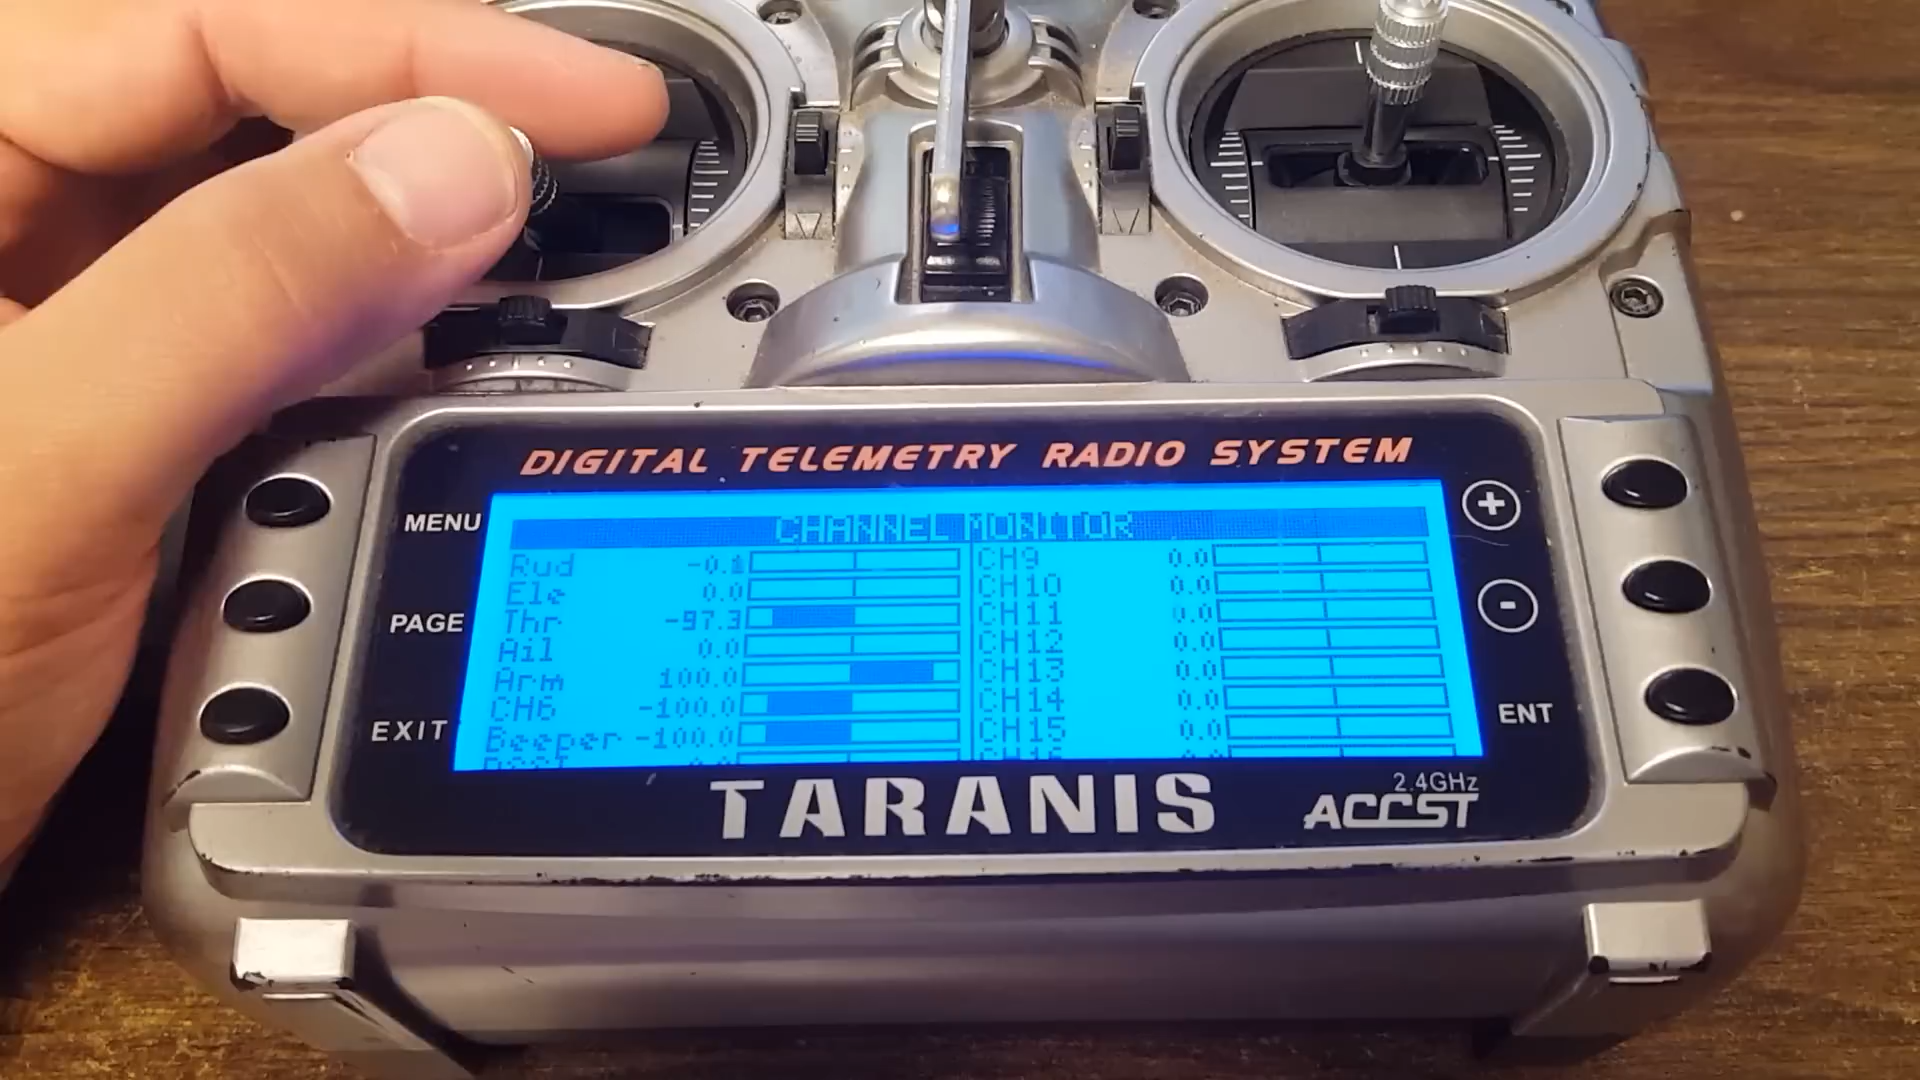 DIGITAL TELEMETRY RADIO SYSTEM
MENU
PAGE
EXIT
CHANNEL MONITOR
Rud -0.1
Ele 0.0
Thr -97.3
Ail 0.0
Arm 100.0
CH6 -100.0
Beeper -100.0
CH9 0.0
CH10 0.0
CH11 0.0
CH12 0.0
CH13 0.0
CH14 0.0
CH15 0.0
+
-
ENT
TARANIS
2.4GHz
ACCST